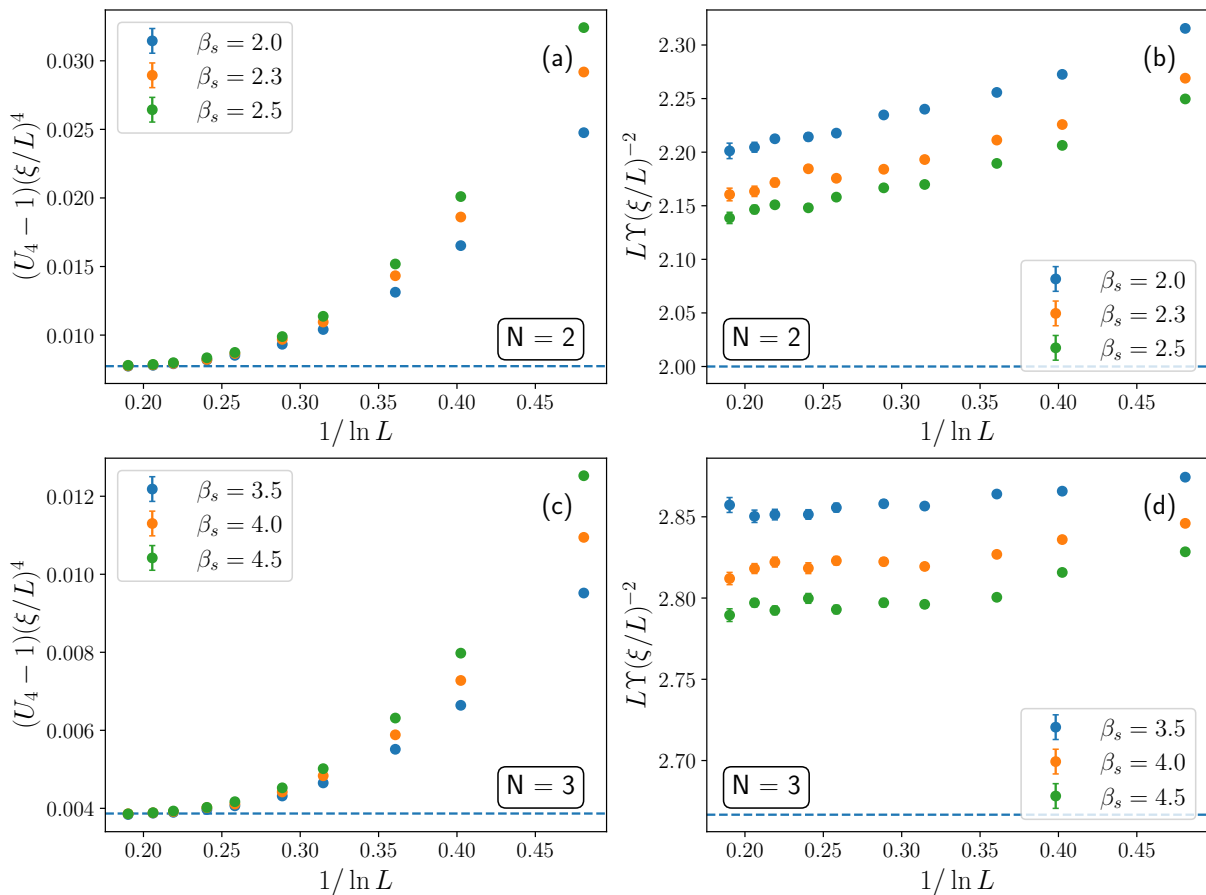 (a)
(U₄ − 1)(ξ/L)⁴
0.030
0.025
0.020
0.015
0.010
βₛ = 2.0
βₛ = 2.3
βₛ = 2.5
N = 2
0.20 0.25 0.30 0.35 0.40 0.45
1/ ln L
(b)
LΥ(ξ/L)⁻²
2.30
2.25
2.20
2.15
2.10
2.05
2.00
N = 2
βₛ = 2.0
βₛ = 2.3
βₛ = 2.5
0.20 0.25 0.30 0.35 0.40 0.45
1/ ln L
(c)
(U₄ − 1)(ξ/L)⁴
0.012
0.010
0.008
0.006
0.004
βₛ = 3.5
βₛ = 4.0
βₛ = 4.5
N = 3
0.20 0.25 0.30 0.35 0.40 0.45
1/ ln L
(d)
LΥ(ξ/L)⁻²
2.85
2.80
2.75
2.70
N = 3
βₛ = 3.5
βₛ = 4.0
βₛ = 4.5
0.20 0.25 0.30 0.35 0.40 0.45
1/ ln L